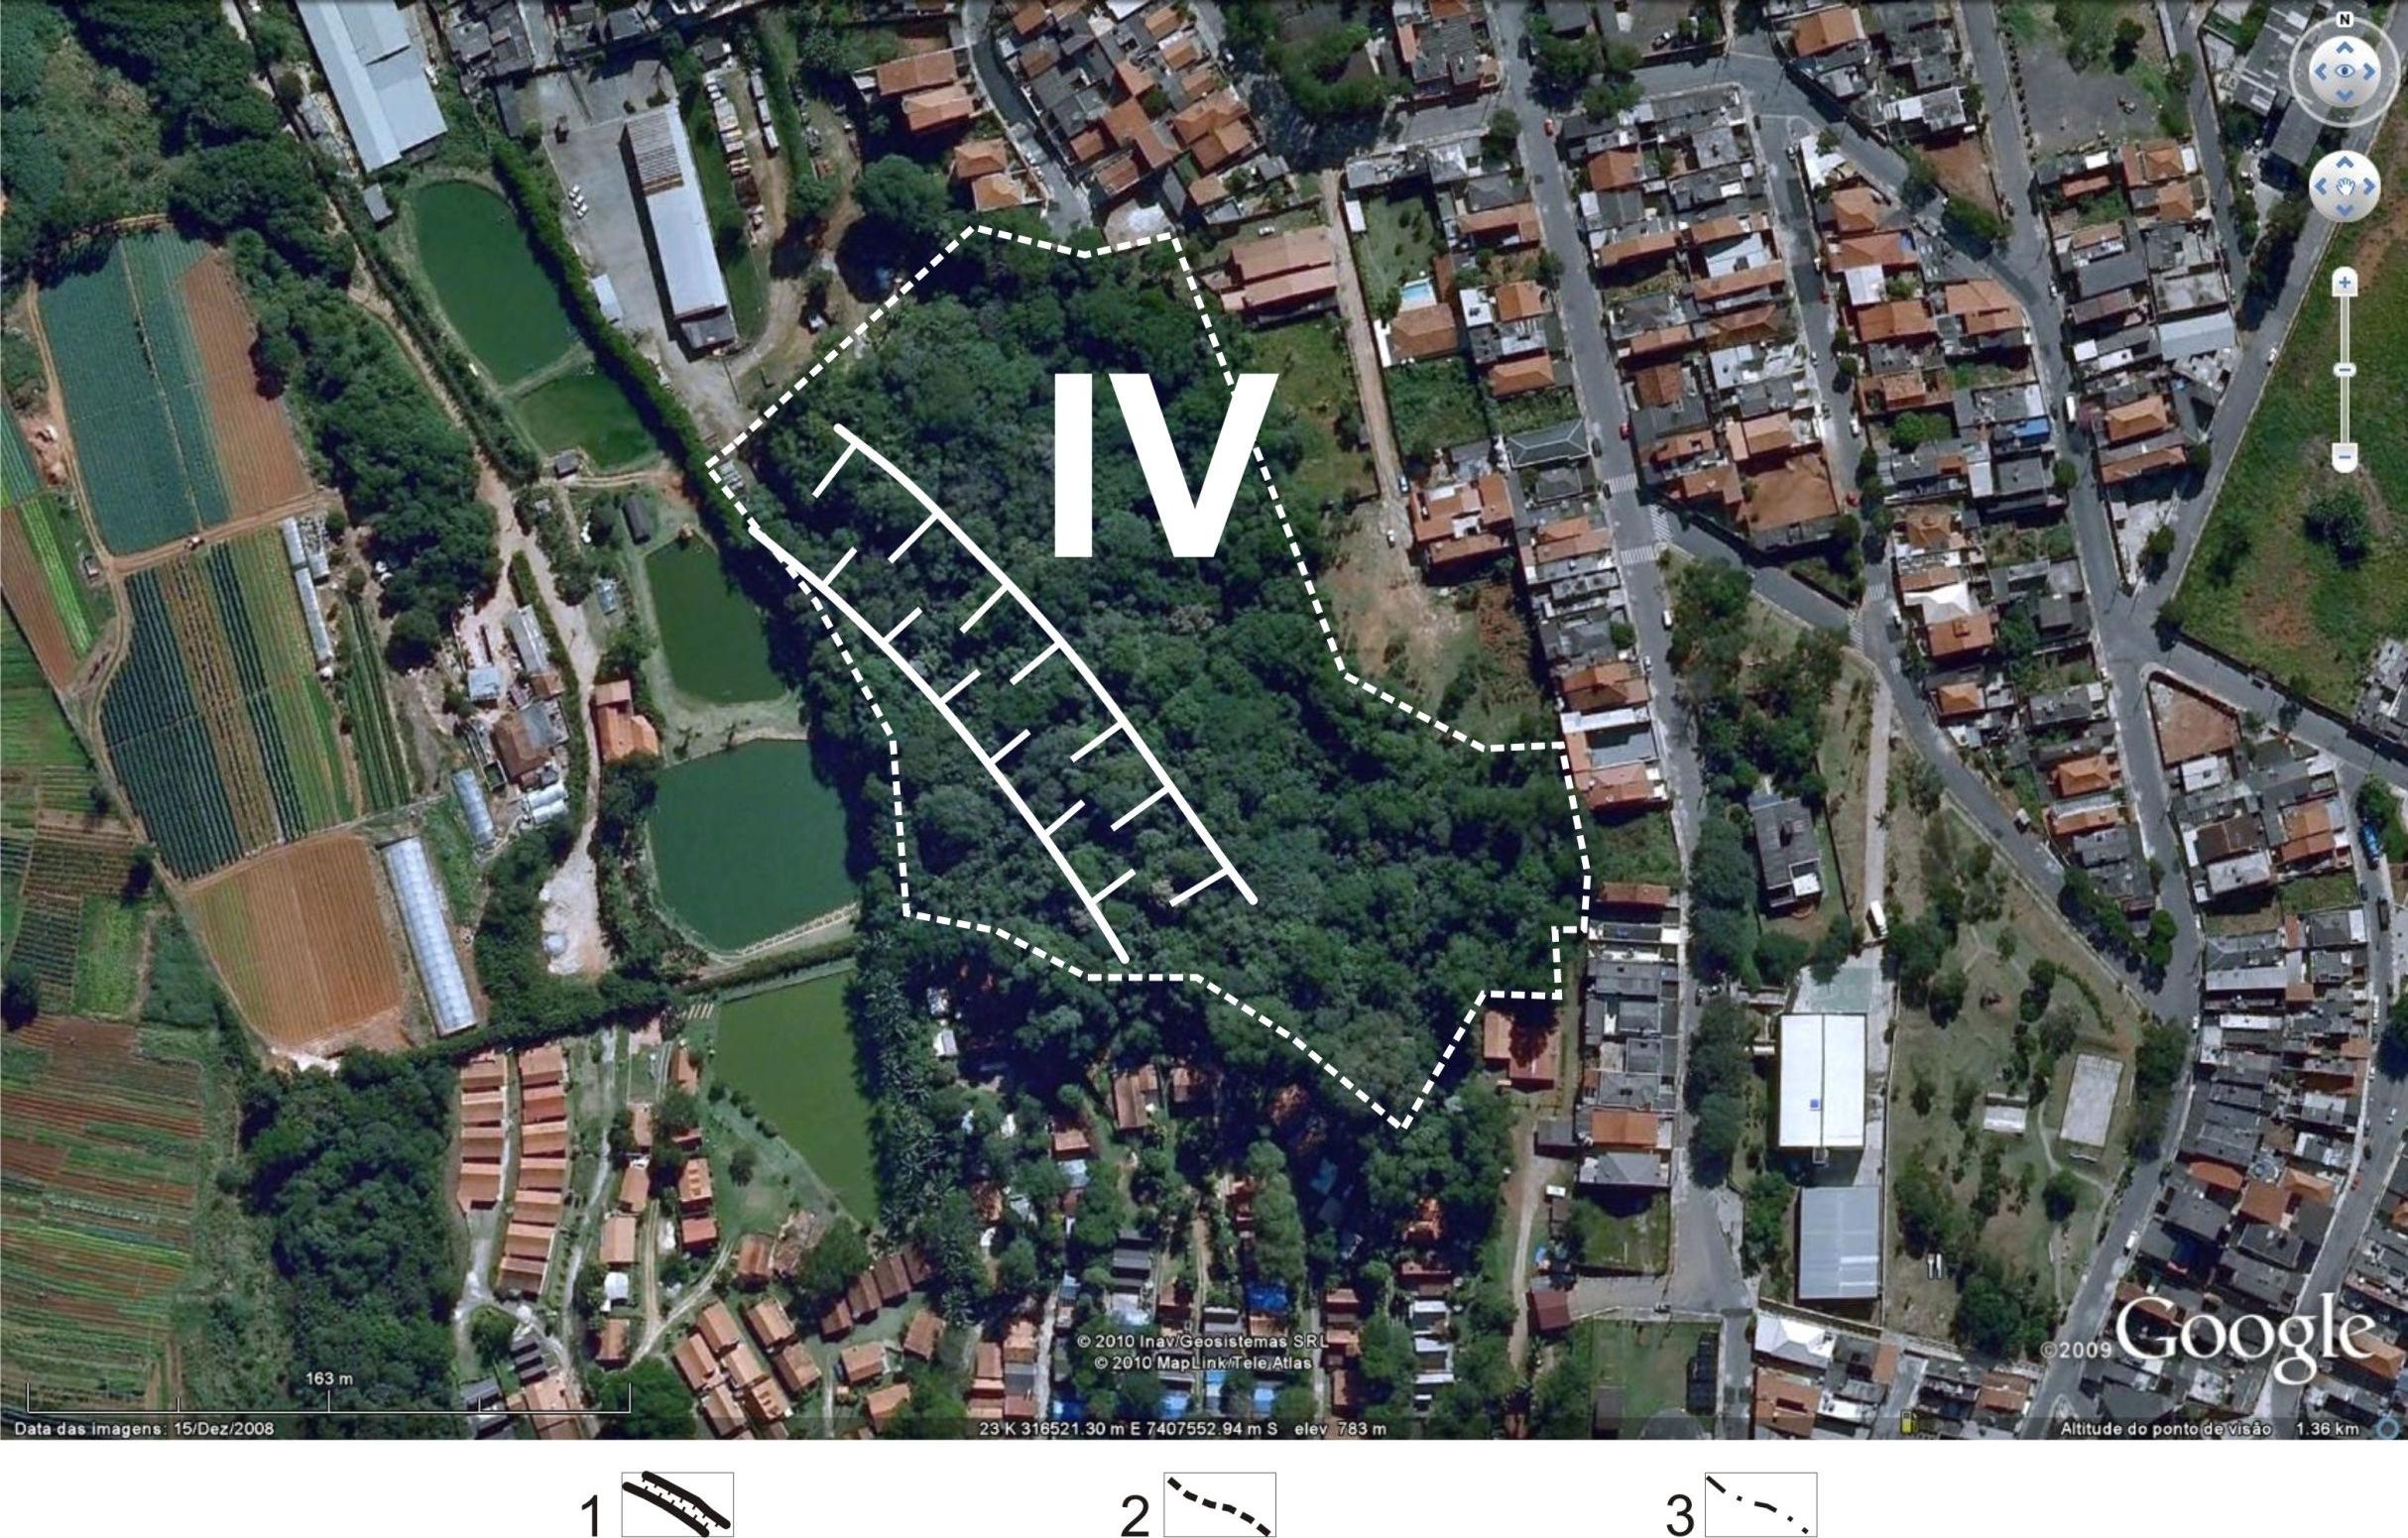 N
IV
© 2010 Inav/Geosistemas SRL
© 2010 MapLink/Tele Atlas
©2009 Google
163 m
Data das imagens: 15/Dez/2008
23 K 316521.30 m E 7407552.94 m S elev 783 m
Altitude do ponto de visão 1.36 km
1
2
3